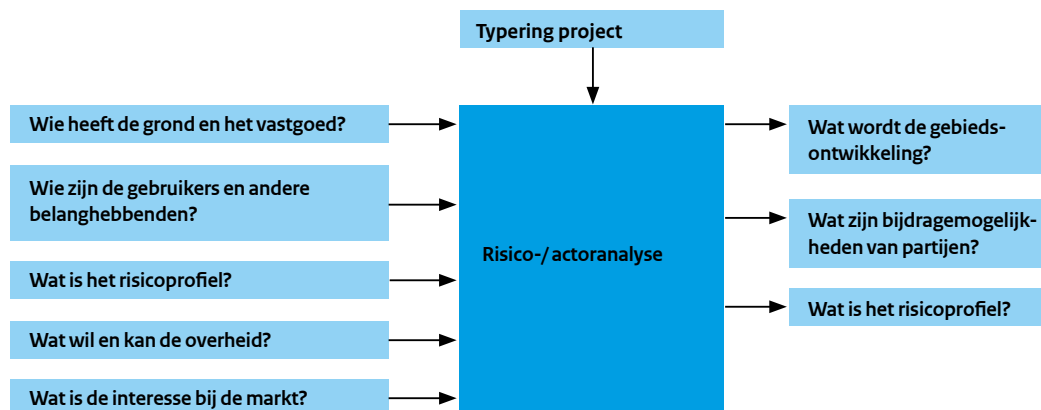 Typering project
Wie heeft de grond en het vastgoed?
Wie zijn de gebruikers en andere
belanghebbenden?
Wat is het risicoprofiel?
Wat wil en kan de overheid?
Wat is de interesse bij de markt?
Risico-/actoranalyse
Wat wordt de gebieds-
ontwikkeling?
Wat zijn bijdragemogelijk-
heden van partijen?
Wat is het risicoprofiel?